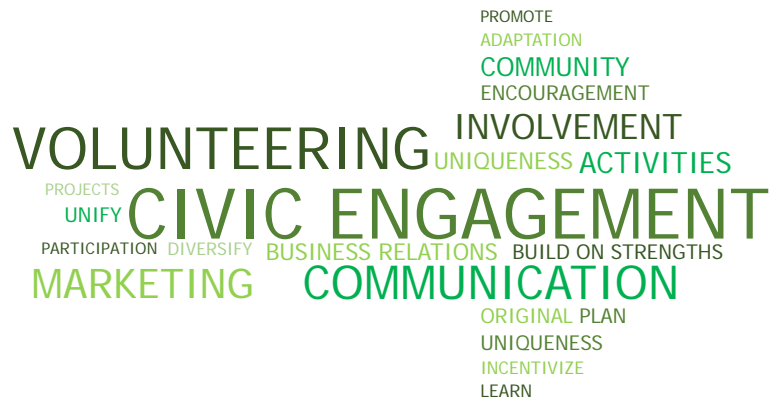 PROMOTE
ADAPTATION
COMMUNITY
ENCOURAGEMENT
VOLUNTEERING INVOLVEMENT
UNIQUENESS ACTIVITIES
PROJECTS
UNIFY CIVIC ENGAGEMENT
PARTICIPATION DIVERSIFY BUSINESS RELATIONS BUILD ON STRENGTHS
MARKETING COMMUNICATION
ORIGINAL PLAN
UNIQUENESS
INCENTIVIZE
LEARN